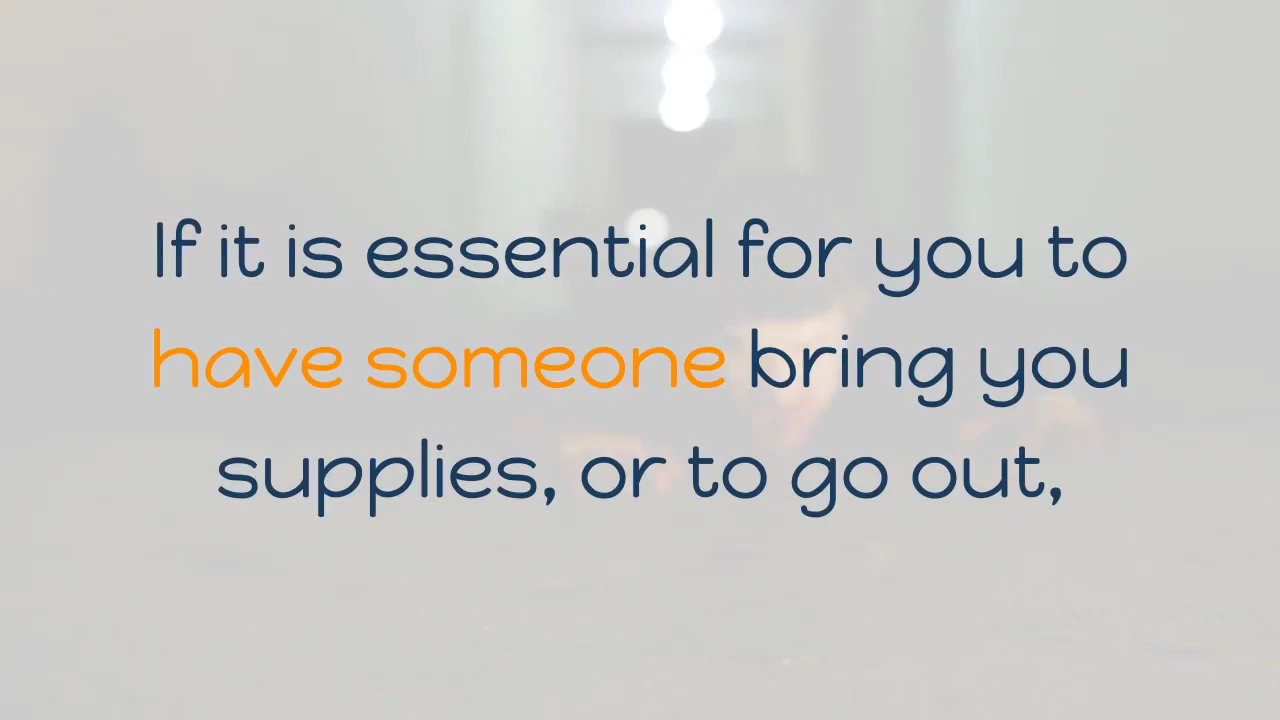 If it is essential for you to
have someone bring you
supplies, or to go out,